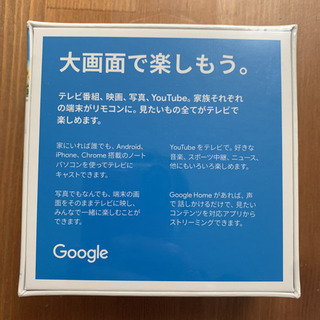 大画面で楽しもう。
テレビ番組、映画、写真、YouTube。家族それぞれ
の端末がリモコンに。見たいもの全てがテレビで
楽しめます。
家にいれば誰でも、Android、
iPhone、Chrome 搭載のノート
パソコンを使ってテレビに
キャストできます。
写真でもなんでも、端末の画
面をそのままテレビに映し、
みんなで一緒に楽しむことが
できます。
YouTube をテレビで。好きな
音楽、スポーツ中継、ニュース、
他にもいろいろ楽しめます。
Google Home があれば、声
で 話しかけるだけで、見たい
コンテンツを対応アプリから
ストリーミングできます。
Google